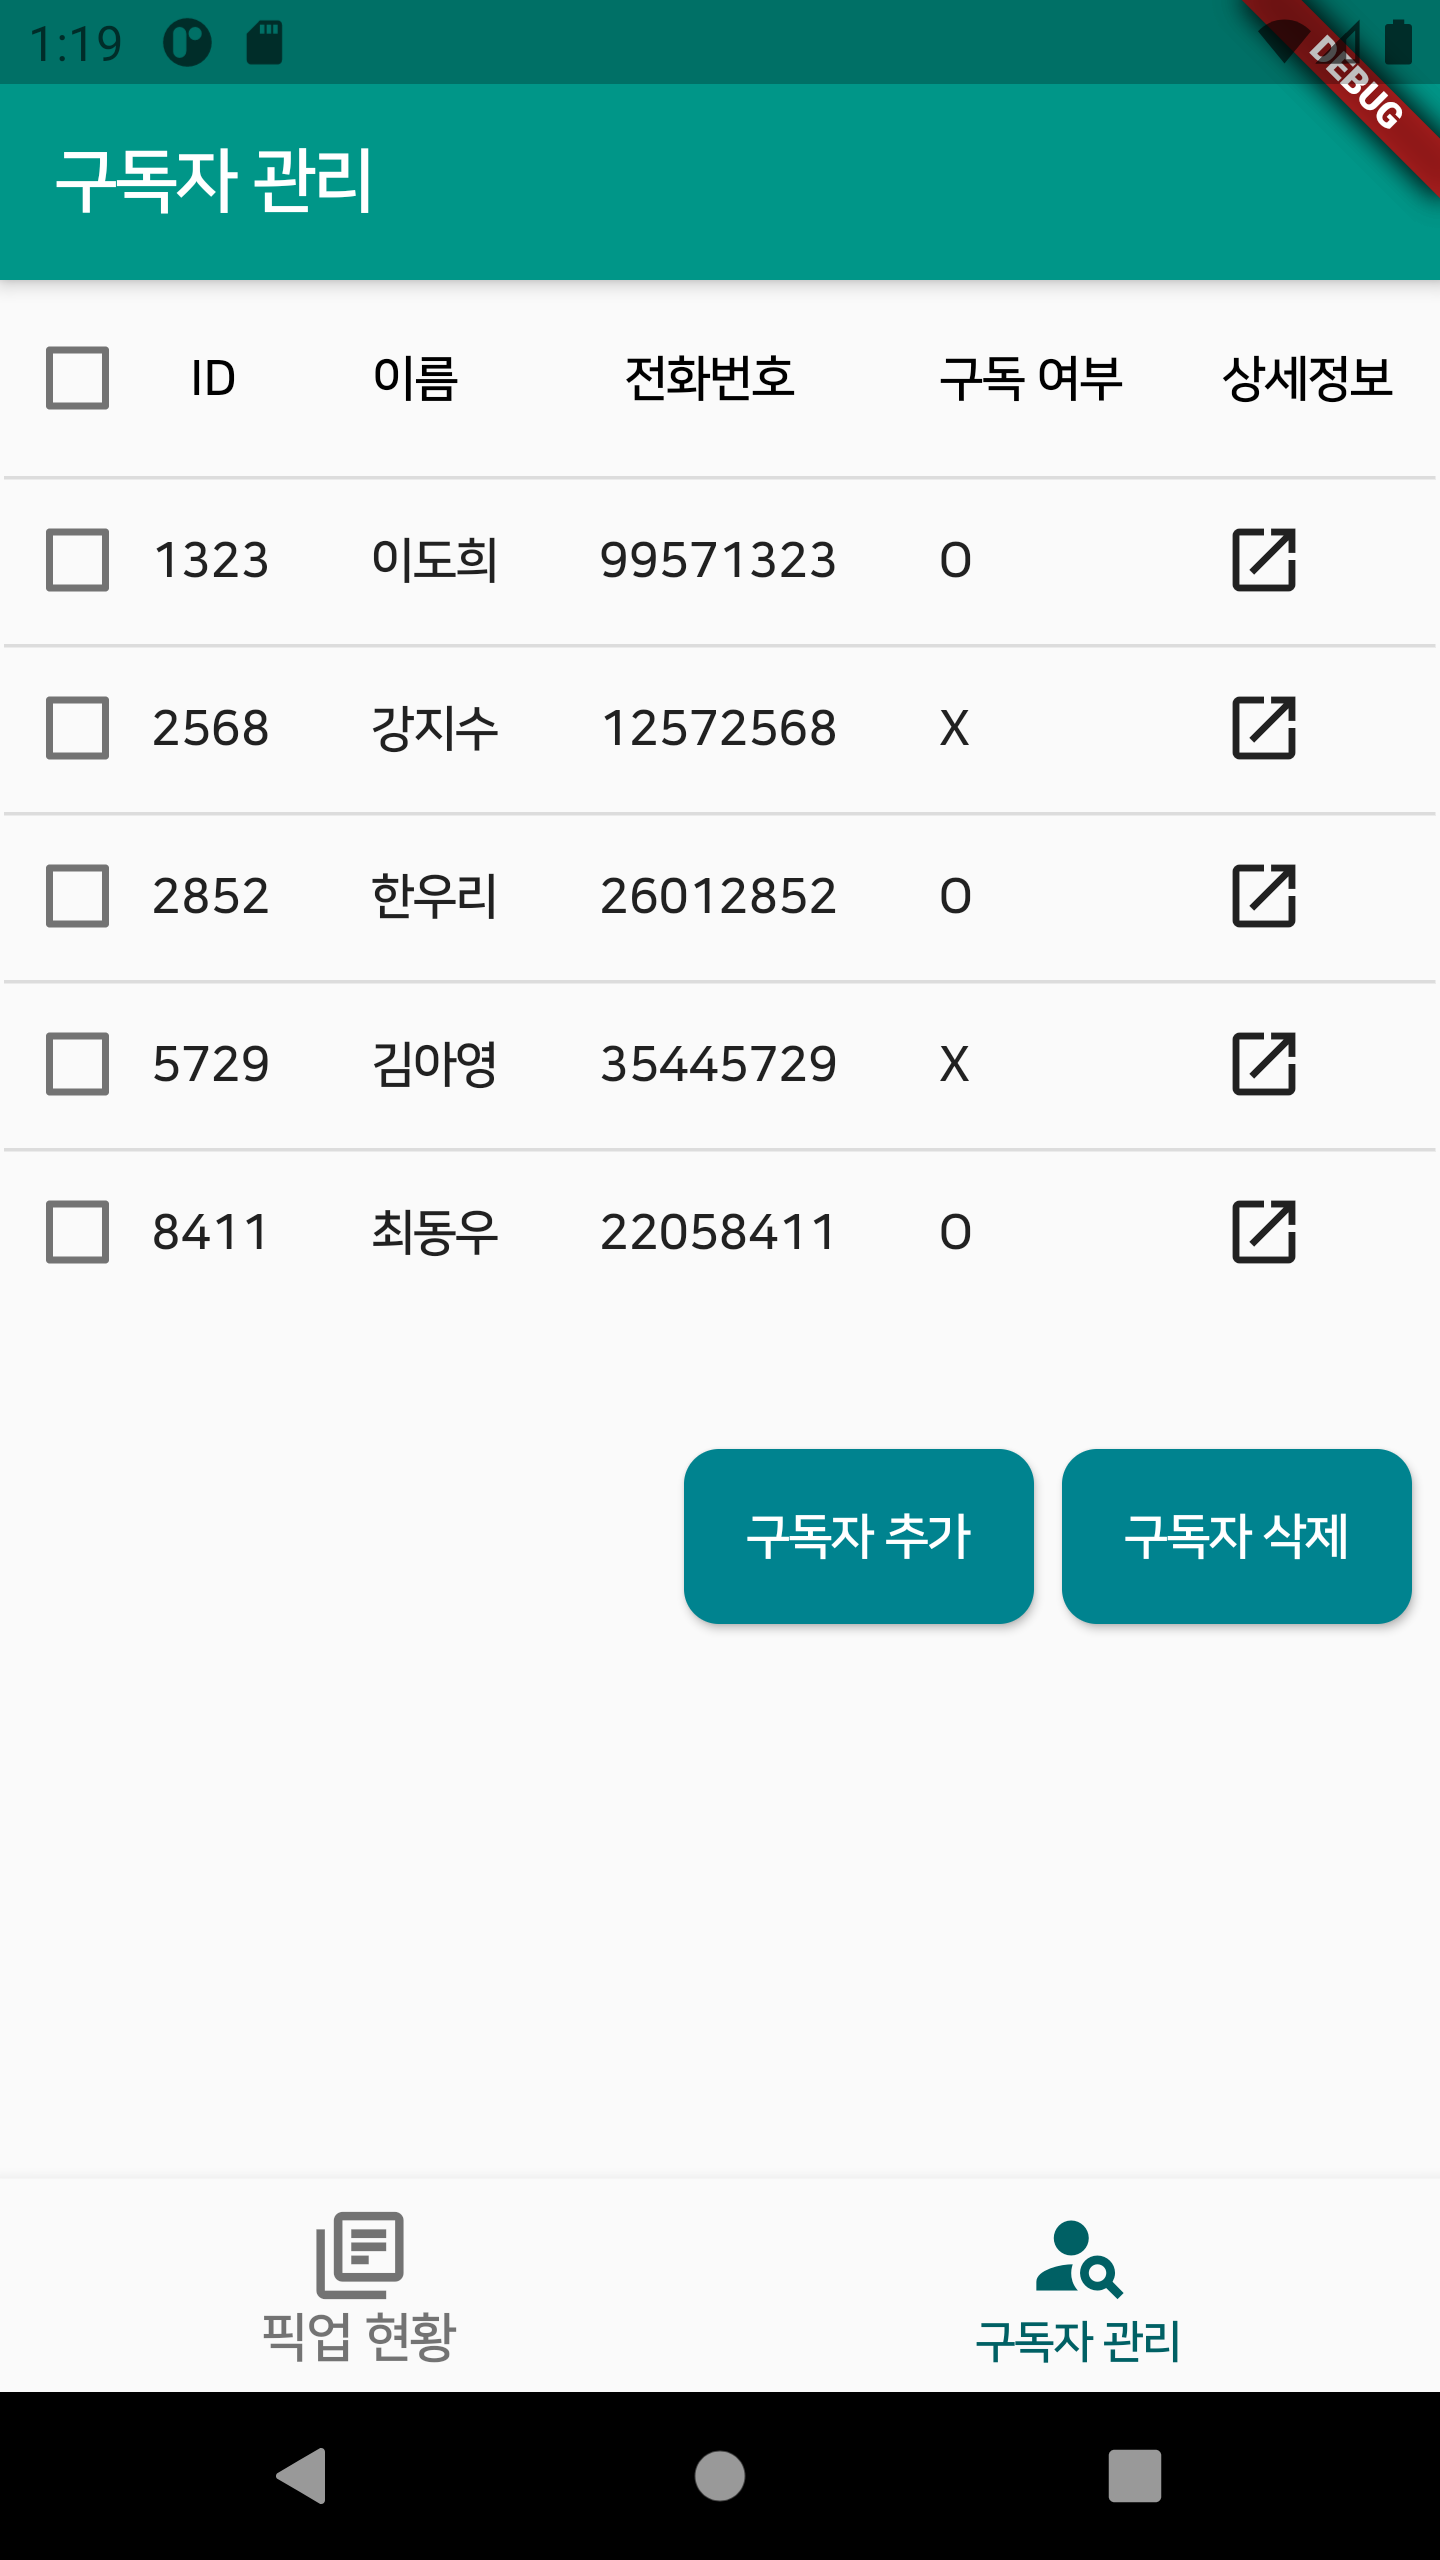 1:19
DEBUG
구독자 관리
ID 이름 전화번호 구독 여부 상세정보
1323 이도희 99571323 O
2568 강지수 12572568 X
2852 한우리 26012852 O
5729 김아영 35445729 X
8411 최동우 22058411 O
구독자 추가 구독자 삭제
픽업 현황 구독자 관리